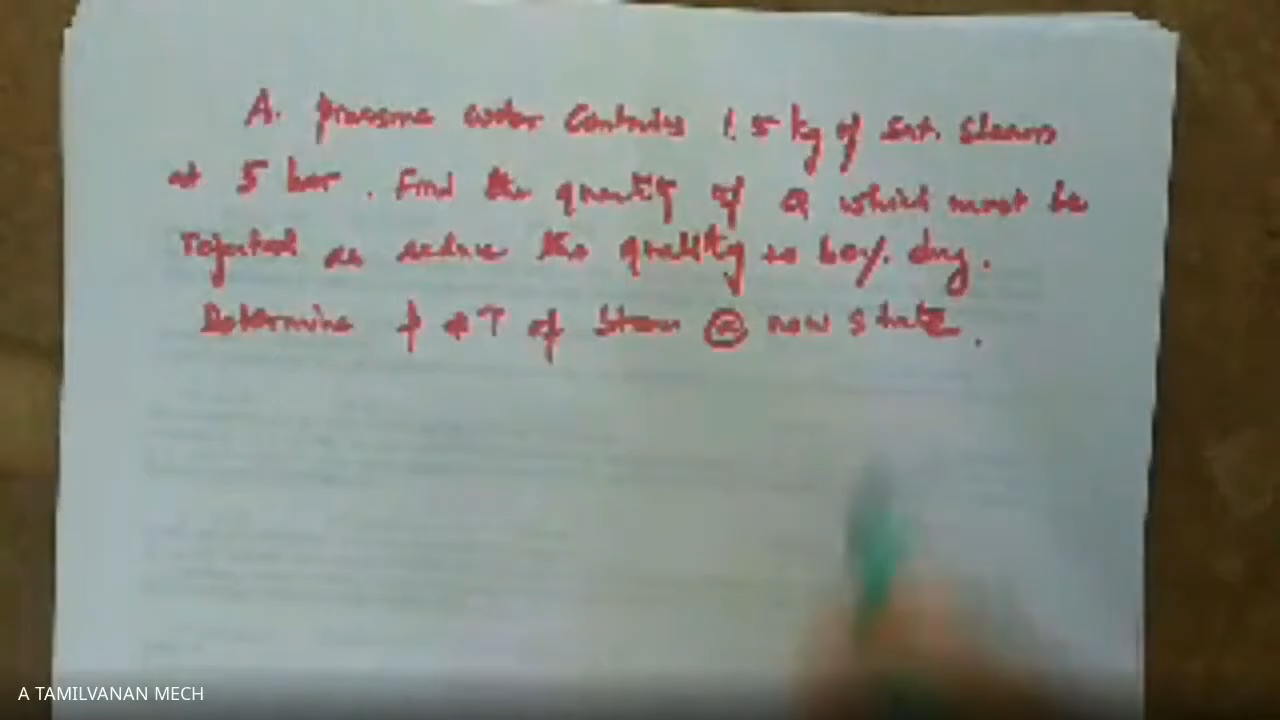 A. pressure cooker contains 1.5 kg of sat. steam
at 5 bar. Find the quantity of Q which must be
rejected so reduce the quality to 60% dry.
Determine p & T of steam @ new state.
A TAMILVANAN MECH